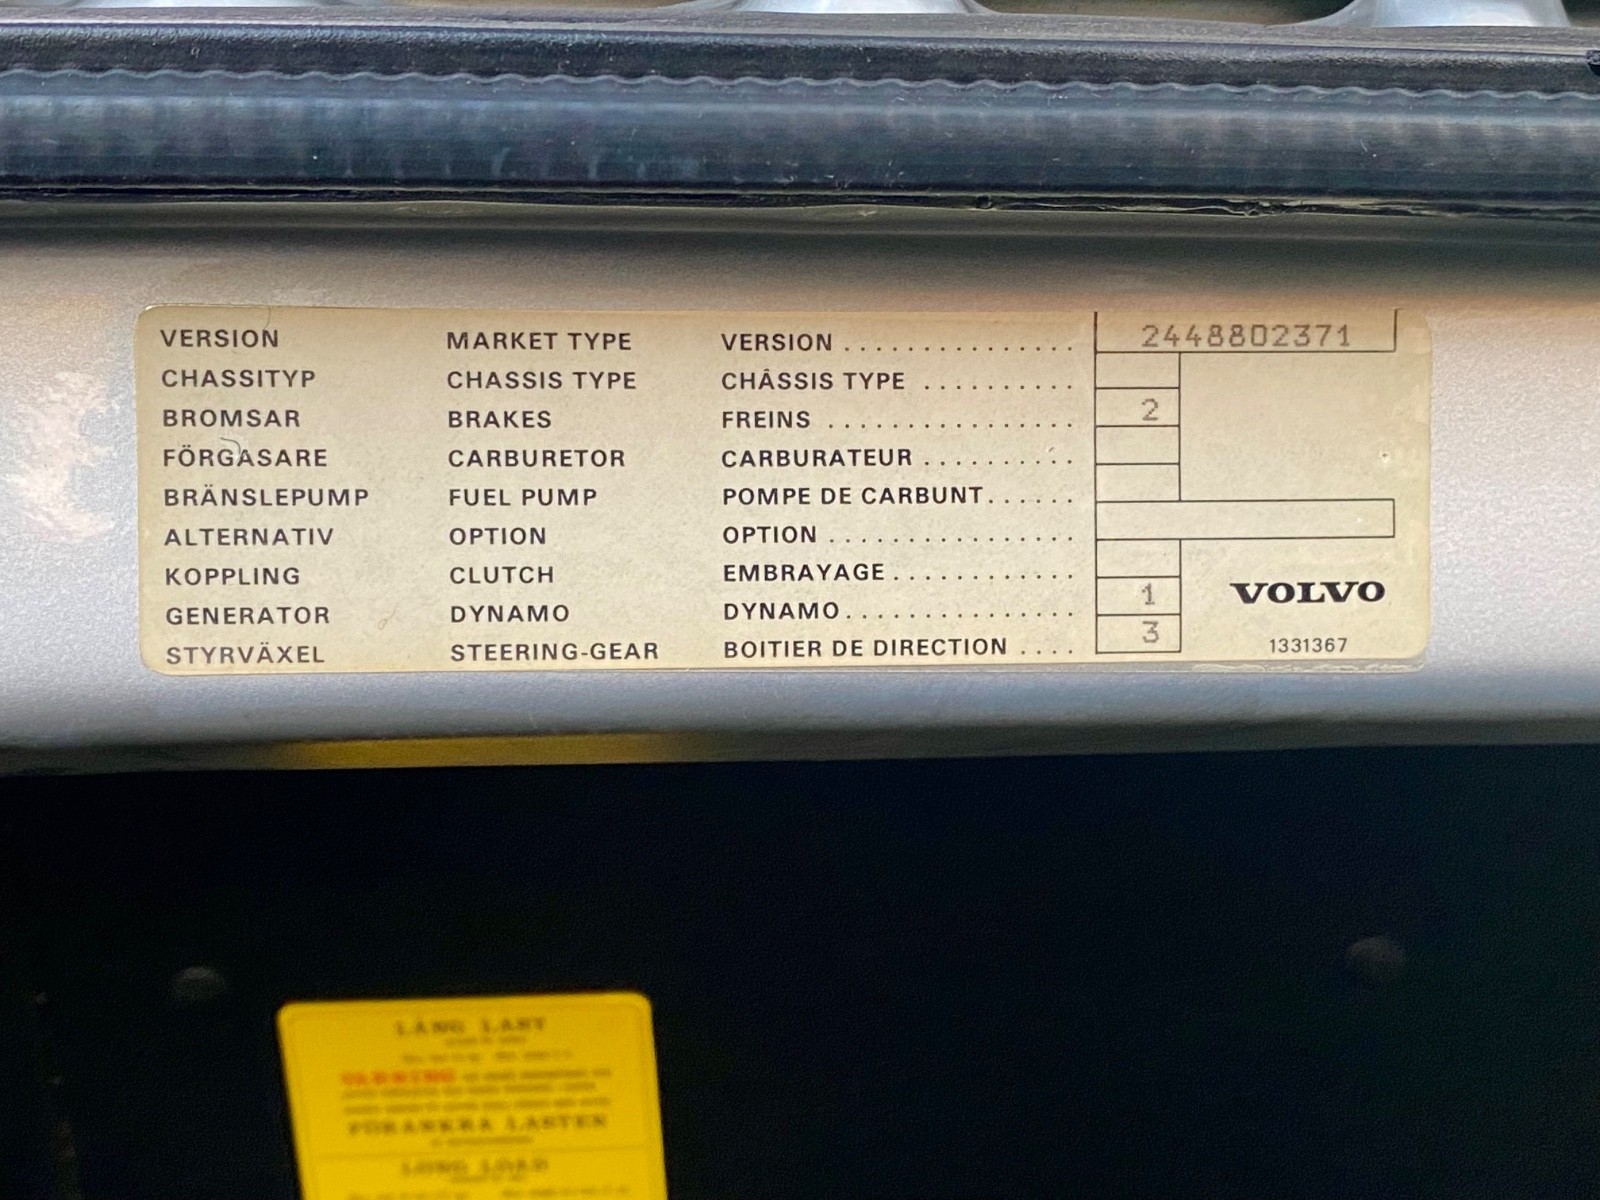 VERSION MARKET TYPE VERSION ............... 2448802371
CHASSITYP CHASSIS TYPE CHÂSSIS TYPE ..........
BROMSAR BRAKES FREINS ................ 2
FÖRGASARE CARBURETOR CARBURATEUR ..........
BRÄNSLEPUMP FUEL PUMP POMPE DE CARBUNT......
ALTERNATIV OPTION OPTION ................
KOPPLING CLUTCH EMBRAYAGE............
GENERATOR DYNAMO DYNAMO............... 1
STYRVÄXEL STEERING-GEAR BOITIER DE DIRECTION .... 3
VOLVO
1331367
LÅNG LAST
VARNING
FÖRANKRA LASTEN
LONG LOAD